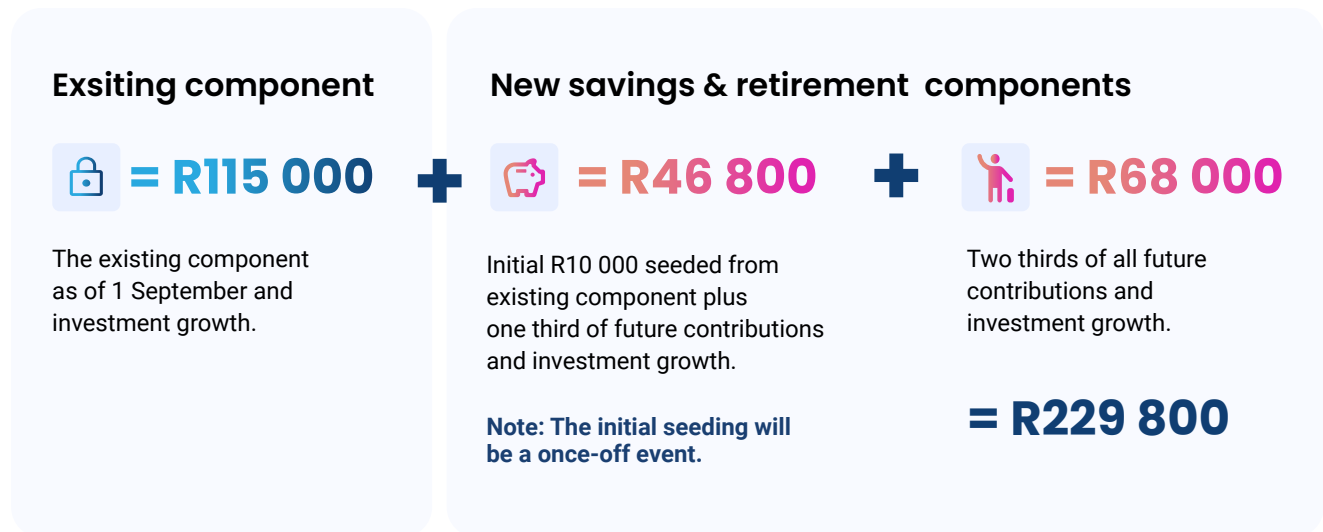 Exsiting component
= R115 000
The existing component
as of 1 September and
investment growth.
+
New savings & retirement components
= R46 800
Initial R10 000 seeded from
existing component plus
one third of future contributions
and investment growth.
Note: The initial seeding will
be a once-off event.
+
= R68 000
Two thirds of all future
contributions and
investment growth.
= R229 800